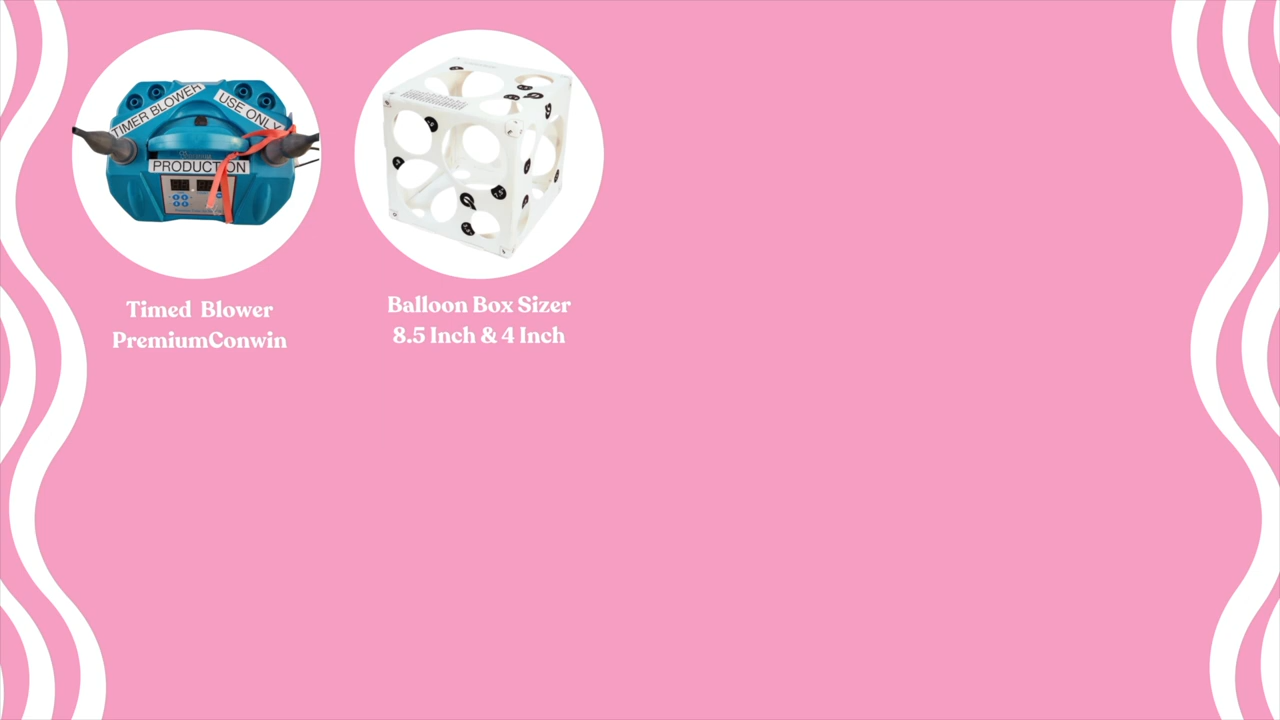 TIMER BLOWER
USE ONLY
PRODUCTION
Timed Blower
PremiumConwin
Balloon Box Sizer
8.5 Inch & 4 Inch